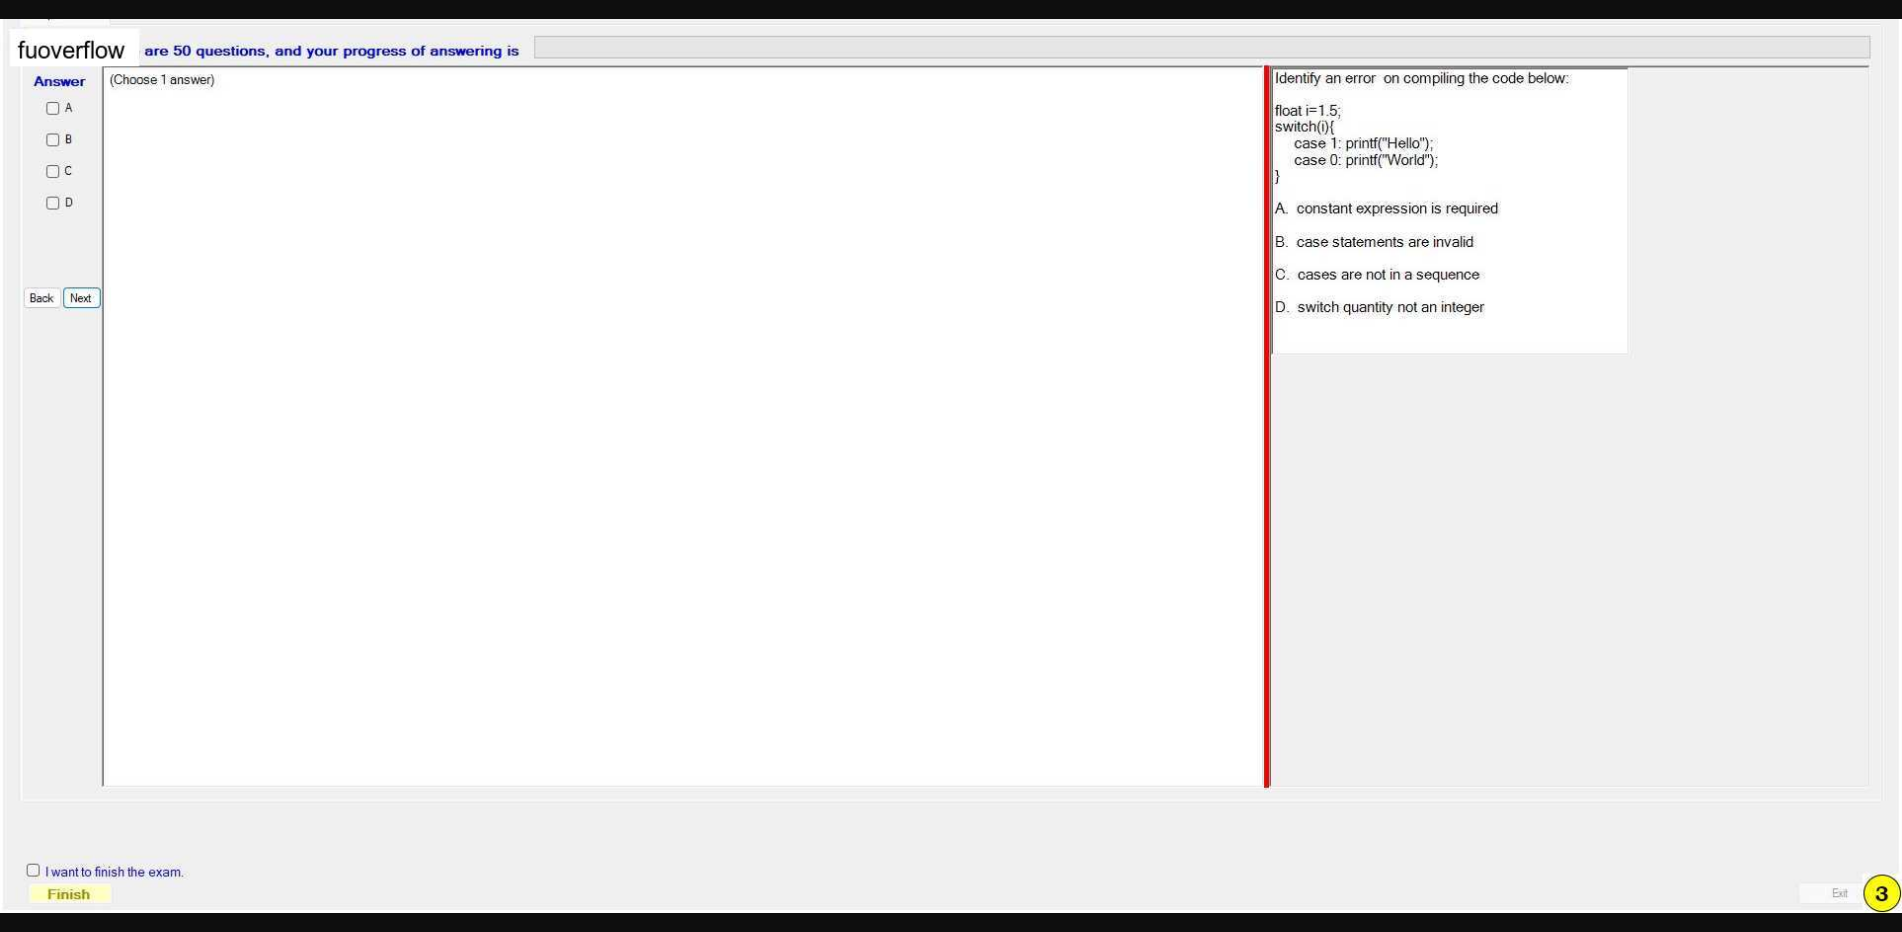 fuoverflow are 50 questions, and your progress of answering is
Answer
(Choose 1 answer)
A
B
C
D
Back Next
Identify an error  on compiling the code below:
float i=1.5;
switch(i){
case 1: printf("Hello");
case 0: printf("World");
}
A.  constant expression is required
B.  case statements are invalid
C.  cases are not in a sequence
D.  switch quantity not an integer
I want to finish the exam.
Finish
Exit
3